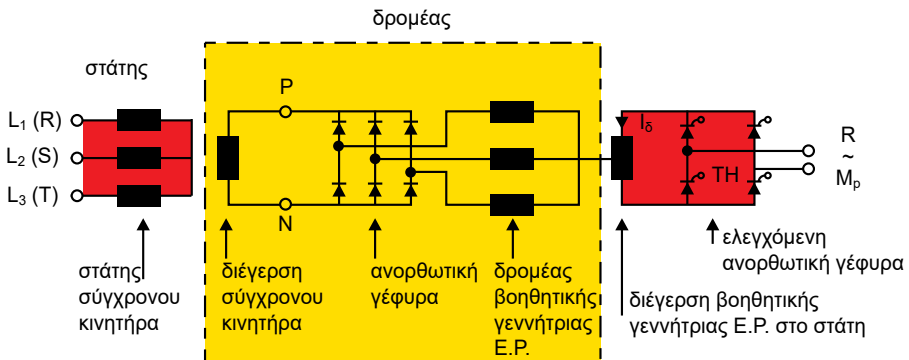 δρομέας
στάτης
L₁ (R)
L₂ (S)
L₃ (T)
P
N
I_δ
TH
R
~
Mₚ
στάτης
σύγχρονου
κινητήρα
διέγερση
σύγχρονου
κινητήρα
ανορθωτική
γέφυρα
δρομέας
βοηθητικής
γεννήτριας
Ε.Ρ.
διέγερση βοηθητικής
γεννήτριας Ε.Ρ. στο στάτη
ελεγχόμενη
ανορθωτική γέφυρα